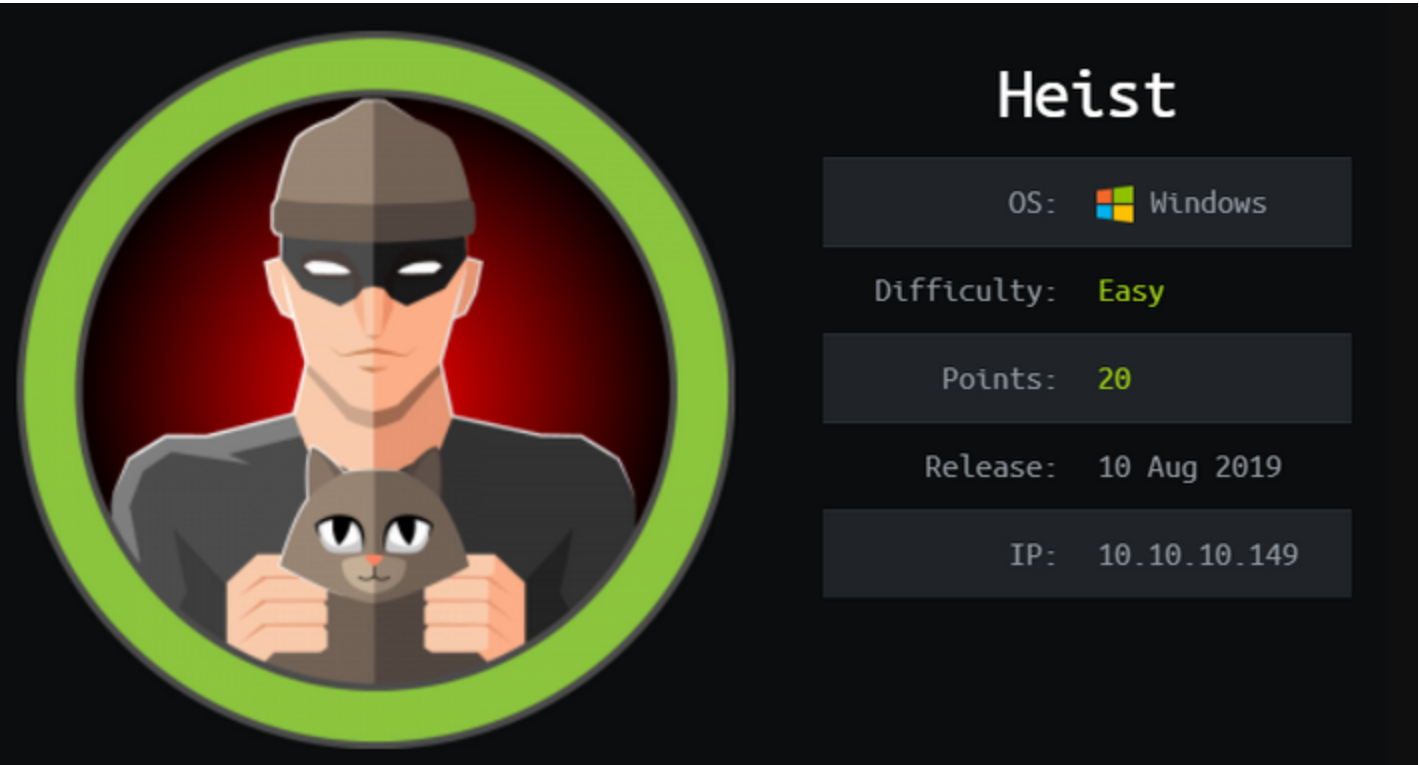 Heist
OS: Windows
Difficulty: Easy
Points: 20
Release: 10 Aug 2019
IP: 10.10.10.149